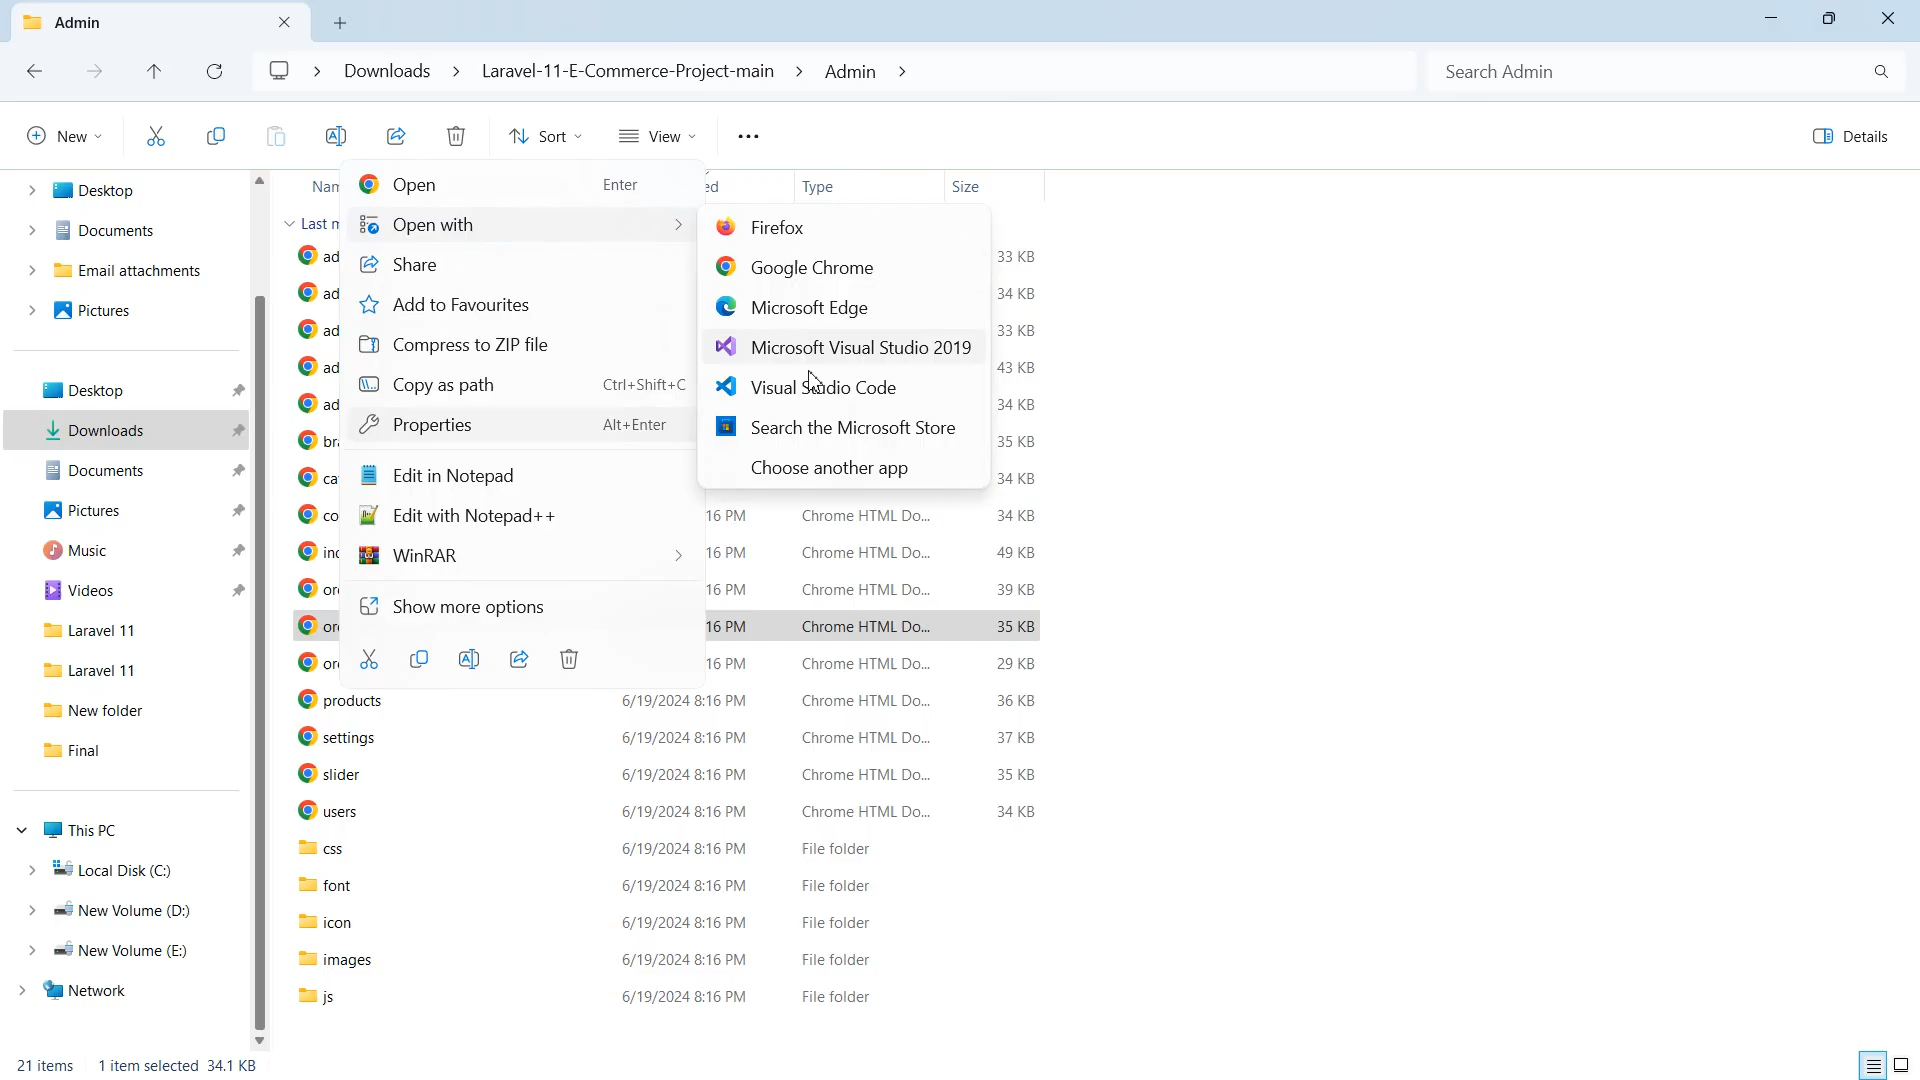 Admin
Downloads
Laravel-11-E-Commerce-Project-main
Admin
Search Admin
New
Sort
View
Details
Desktop
Documents
Email attachments
Pictures
Desktop
Downloads
Documents
Pictures
Music
Videos
Laravel 11
Laravel 11
New folder
Final
This PC
Local Disk (C:)
New Volume (D:)
New Volume (E:)
Network
Type
Size
Last
Open Enter
Open with
Share
Add to Favourites
Compress to ZIP file
Copy as path Ctrl+Shift+C
Properties Alt+Enter
Edit in Notepad
Edit with Notepad++
WinRAR
Show more options
Firefox
Google Chrome
Microsoft Edge
Microsoft Visual Studio 2019
Visual Studio Code
Search the Microsoft Store
Choose another app
33 KB
34 KB
33 KB
43 KB
34 KB
35 KB
34 KB
16 PM Chrome HTML Do... 34 KB
16 PM Chrome HTML Do... 49 KB
16 PM Chrome HTML Do... 39 KB
16 PM Chrome HTML Do... 35 KB
16 PM Chrome HTML Do... 29 KB
products 6/19/2024 8:16 PM Chrome HTML Do... 36 KB
settings 6/19/2024 8:16 PM Chrome HTML Do... 37 KB
slider 6/19/2024 8:16 PM Chrome HTML Do... 35 KB
users 6/19/2024 8:16 PM Chrome HTML Do... 34 KB
css 6/19/2024 8:16 PM File folder
font 6/19/2024 8:16 PM File folder
icon 6/19/2024 8:16 PM File folder
images 6/19/2024 8:16 PM File folder
js 6/19/2024 8:16 PM File folder
21 items 1 item selected 34.1 KB